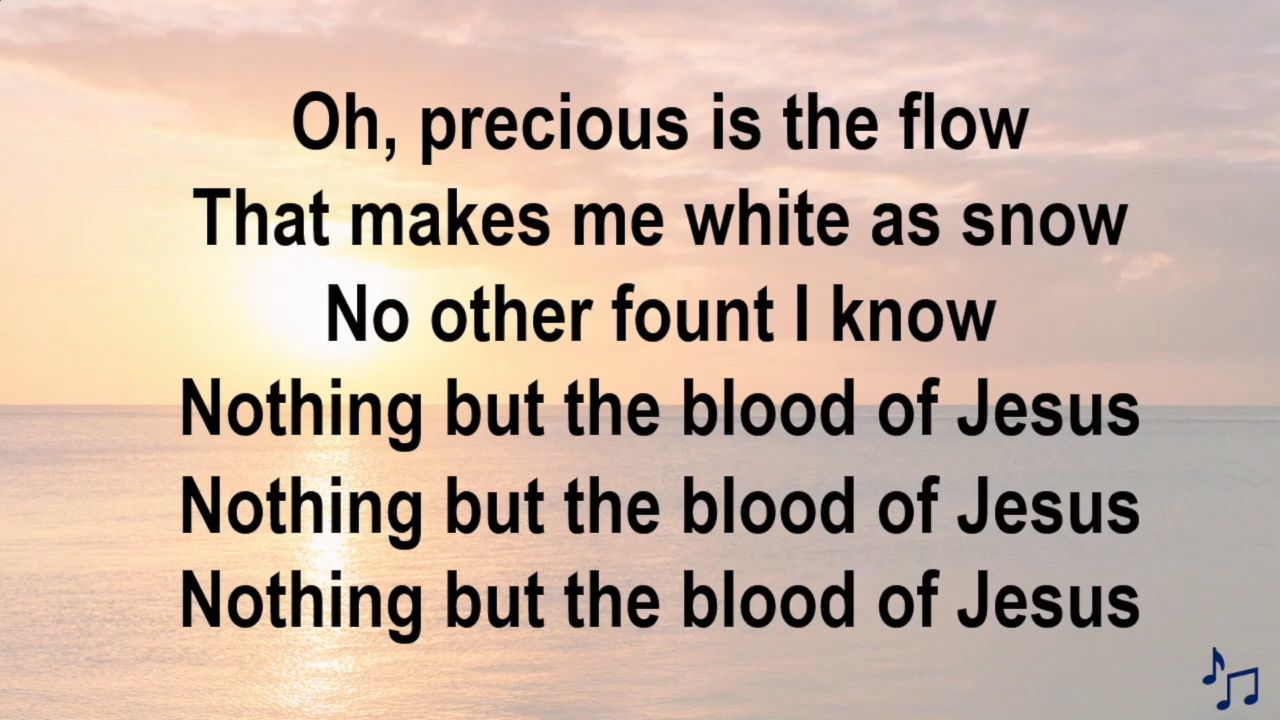 Oh, precious is the flow
That makes me white as snow
No other fount I know
Nothing but the blood of Jesus
Nothing but the blood of Jesus
Nothing but the blood of Jesus